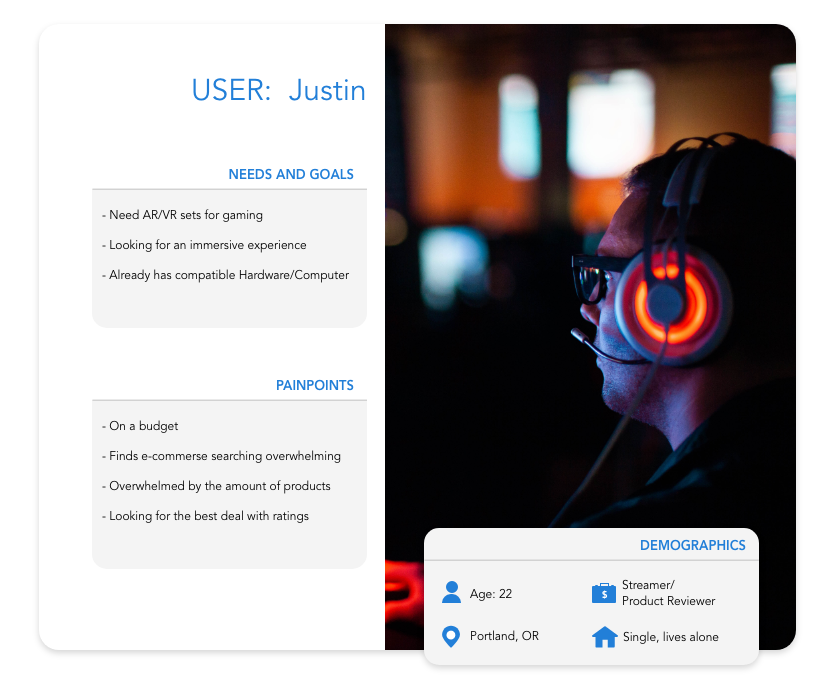 USER: Justin
NEEDS AND GOALS
- Need AR/VR sets for gaming
- Looking for an immersive experience
- Already has compatible Hardware/Computer
PAINPOINTS
- On a budget
- Finds e-commerse searching overwhelming
- Overwhelmed by the amount of products
- Looking for the best deal with ratings
DEMOGRAPHICS
Age: 22
$
Streamer/
Product Reviewer
Portland, OR
Single, lives alone